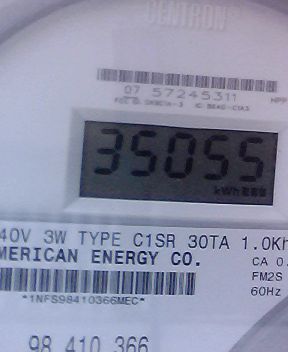 CENTRON®
07 57245311
35055
kWh
40V 3W TYPE C1SR 30TA 1.0Kh
MERICAN ENERGY CO.
CA 0.
FM2S
60Hz
*1NFS98410366MEC*
98 410 366